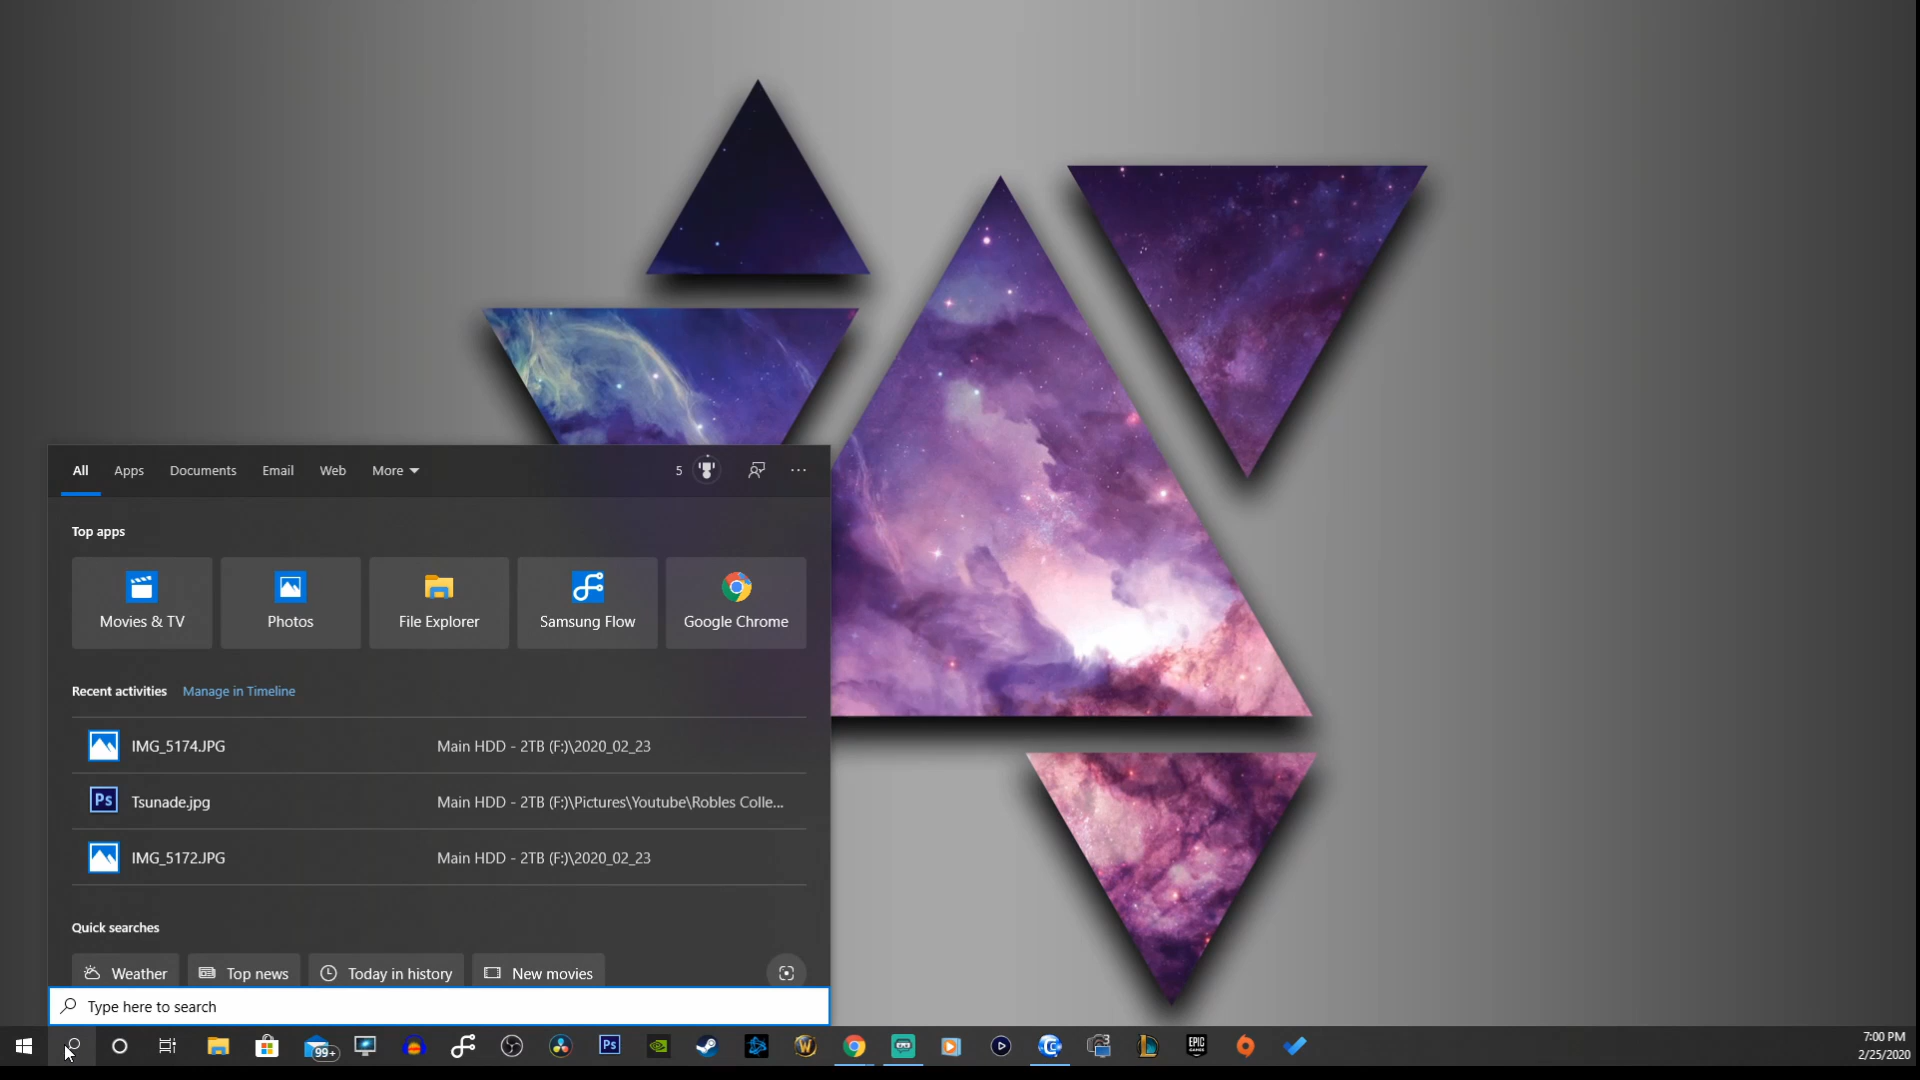 All Apps Documents Email Web More 5
Top apps
Movies & TV Photos File Explorer Samsung Flow Google Chrome
Recent activities Manage in Timeline
IMG_5174.JPG Main HDD - 2TB (F:)\2020_02_23
Ps Tsunade.jpg Main HDD - 2TB (F:)\Pictures\Youtube\Robles Colle...
IMG_5172.JPG Main HDD - 2TB (F:)\2020_02_23
Quick searches
Weather Top news Today in history New movies
Type here to search
99+ Ps W 3 L EPIC GAMES
7:00 PM
2/25/2020